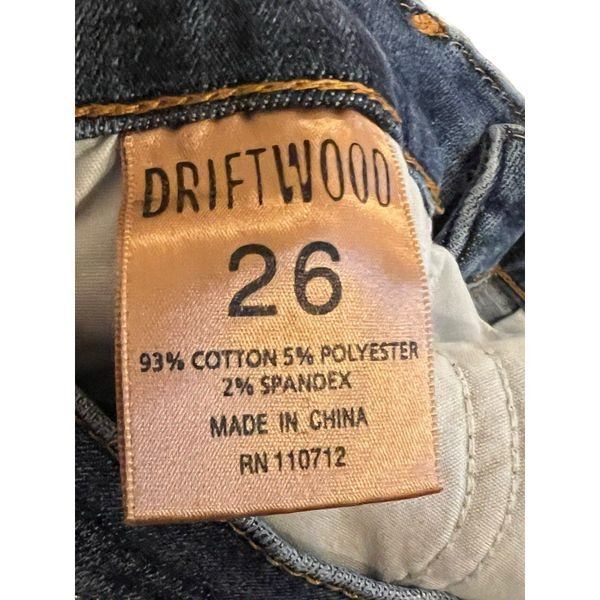 DRIFTWOOD
26
93% COTTON 5% POLYESTER
2% SPANDEX
MADE IN CHINA
RN 110712